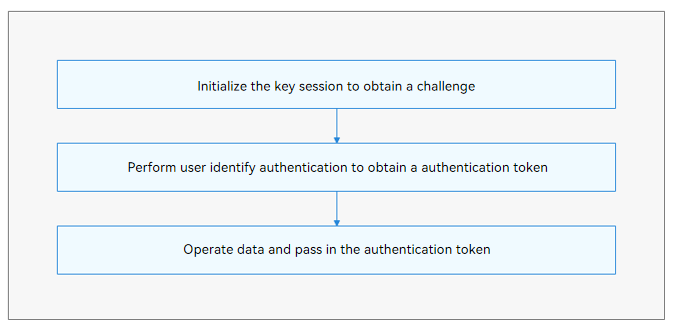 Initialize the key session to obtain a challenge
Perform user identify authentication to obtain a authentication token
Operate data and pass in the authentication token